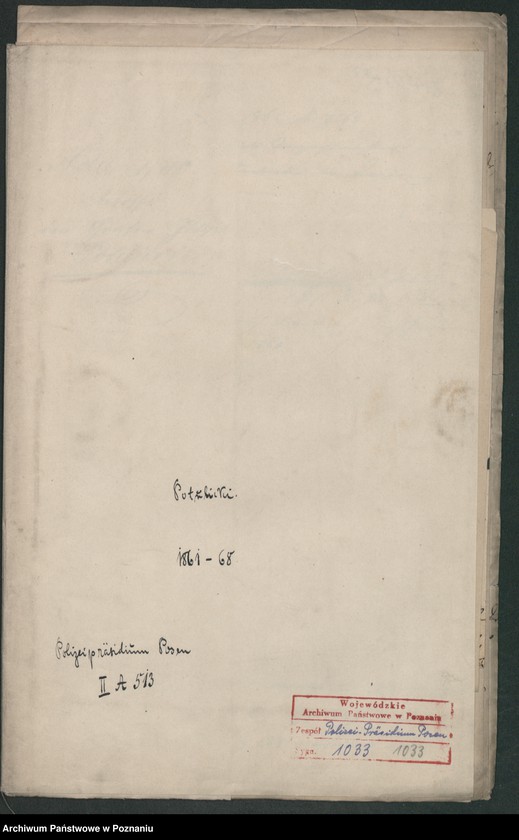 Potzlicki.
1861-68
Polizeipräsidium Posen
II A 513
Wojewódzkie
Archiwum Państwowe w Poznaniu
Zespół Polizei-Präsidium Posen
Sygn. 1033 1033
Archiwum Państwowe w Poznaniu